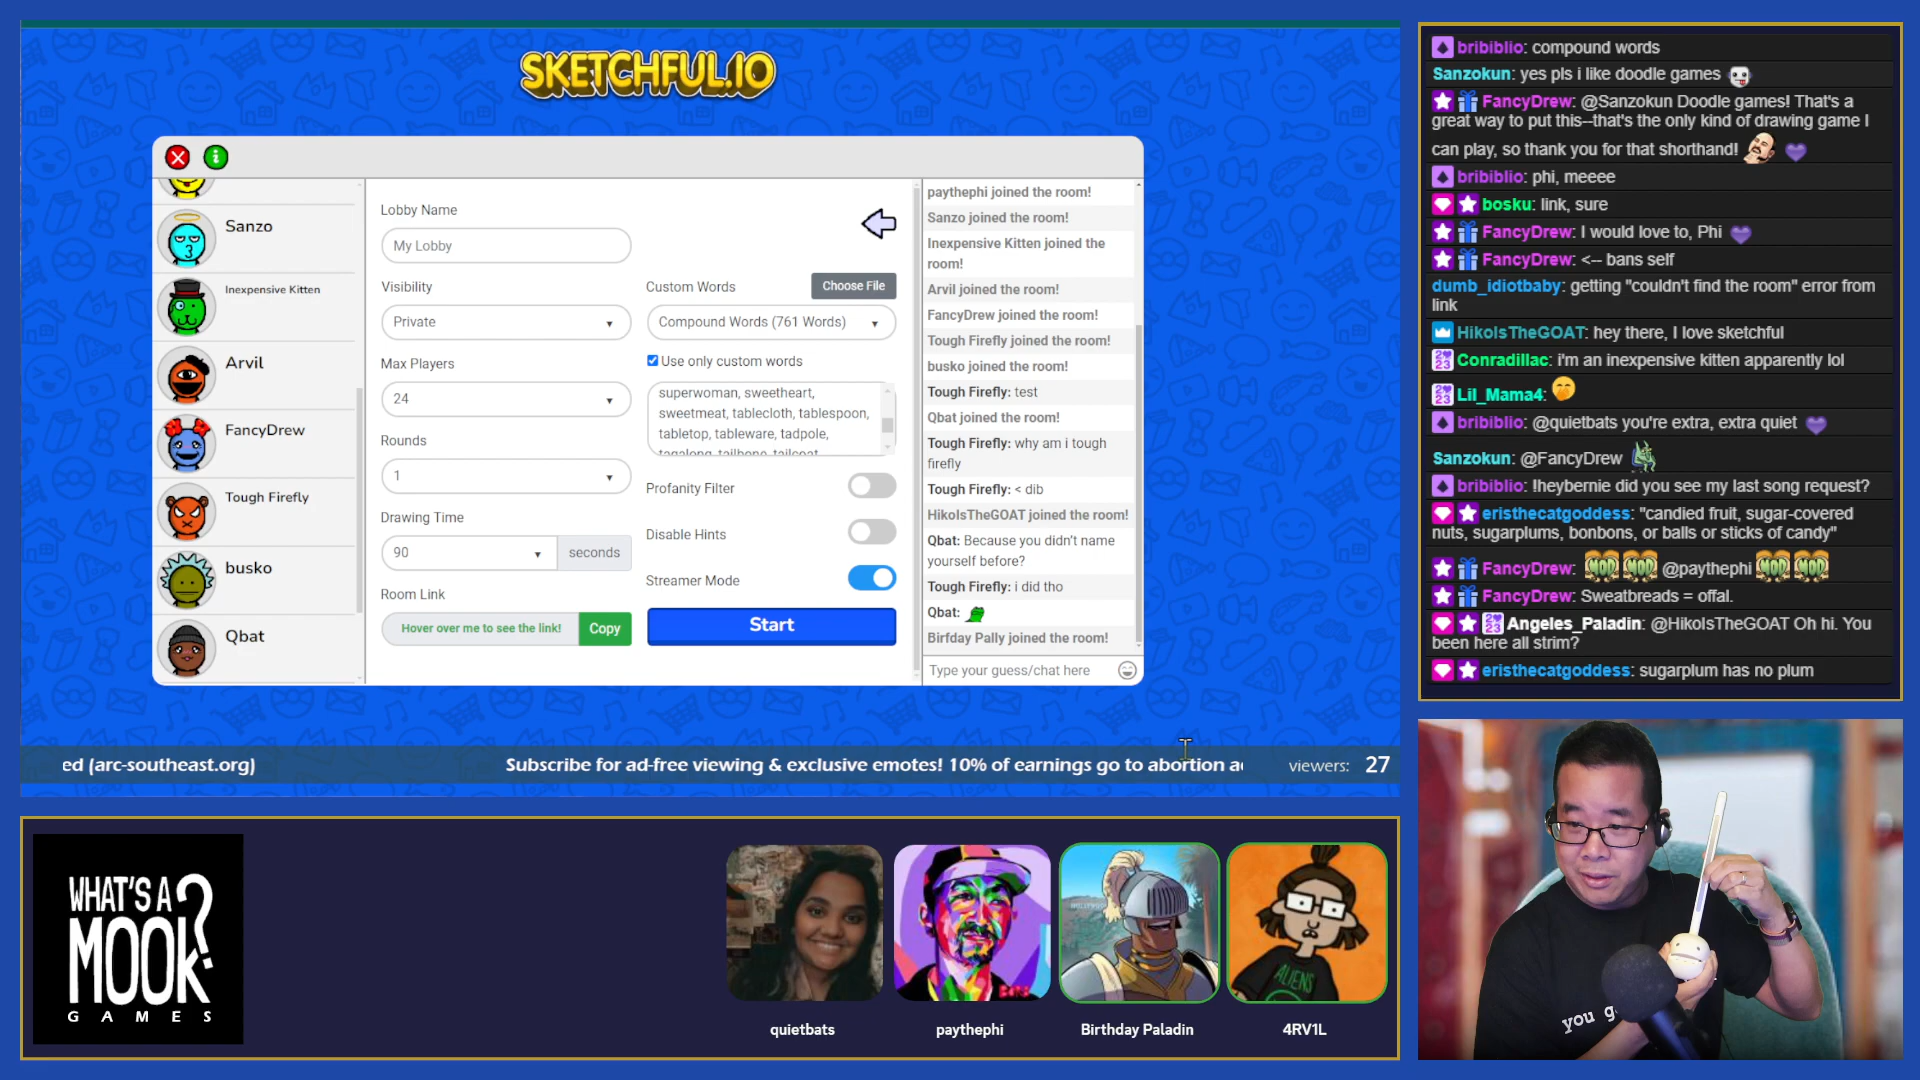 SKETCHFUL.IO
Sanzo
Inexpensive Kitten
Arvil
FancyDrew
Tough Firefly
busko
Qbat
Lobby Name
My Lobby
Visibility
Private
Max Players
24
Rounds
1
Drawing Time
90
seconds
Room Link
Hover over me to see the link!
Copy
Custom Words
Choose File
Compound Words (761 Words)
Use only custom words
superwoman, sweetheart,
sweetmeat, tablecloth, tablespoon,
tabletop, tableware, tadpole,
tagalong, tailbone, tailcoat
Profanity Filter
Disable Hints
Streamer Mode
Start
paythephi joined the room!
Sanzo joined the room!
Inexpensive Kitten joined the
room!
Arvil joined the room!
FancyDrew joined the room!
Tough Firefly joined the room!
busko joined the room!
Tough Firefly: test
Qbat joined the room!
Tough Firefly: why am i tough
firefly
Tough Firefly: < dib
HikoIsTheGOAT joined the room!
Qbat: Because you didn't name
yourself before?
Tough Firefly: i did tho
Qbat:
Birfday Pally joined the room!
Type your guess/chat here
ed (arc-southeast.org)
Subscribe for ad-free viewing & exclusive emotes! 10% of earnings go to abortion a
viewers: 27
WHAT'S A
MOOK?
GAMES
quietbats
paythephi
Birthday Paladin
4RV1L
ALIENS
bribiblio: compound words
Sanzokun: yes pls i like doodle games
FancyDrew: @Sanzokun Doodle games! That's a
great way to put this--that's the only kind of drawing game I
can play, so thank you for that shorthand!
bribiblio: phi, meeee
bosku: link, sure
FancyDrew: I would love to, Phi
FancyDrew: <-- bans self
dumb_idiotbaby: getting "couldn't find the room" error from
link
HikoIsTheGOAT: hey there, I love sketchful
Conradillac: i'm an inexpensive kitten apparently lol
Lil_Mama4:
bribiblio: @quietbats you're extra, extra quiet
Sanzokun: @FancyDrew
bribiblio: !heybernie did you see my last song request?
eristhecatgoddess: "candied fruit, sugar-covered
nuts, sugarplums, bonbons, or balls or sticks of candy"
FancyDrew: MOD MOD @paythephi MOD MOD
FancyDrew: Sweatbreads = offal.
Angeles_Paladin: @HikoIsTheGOAT Oh hi. You
been here all strim?
eristhecatgoddess: sugarplum has no plum
you g